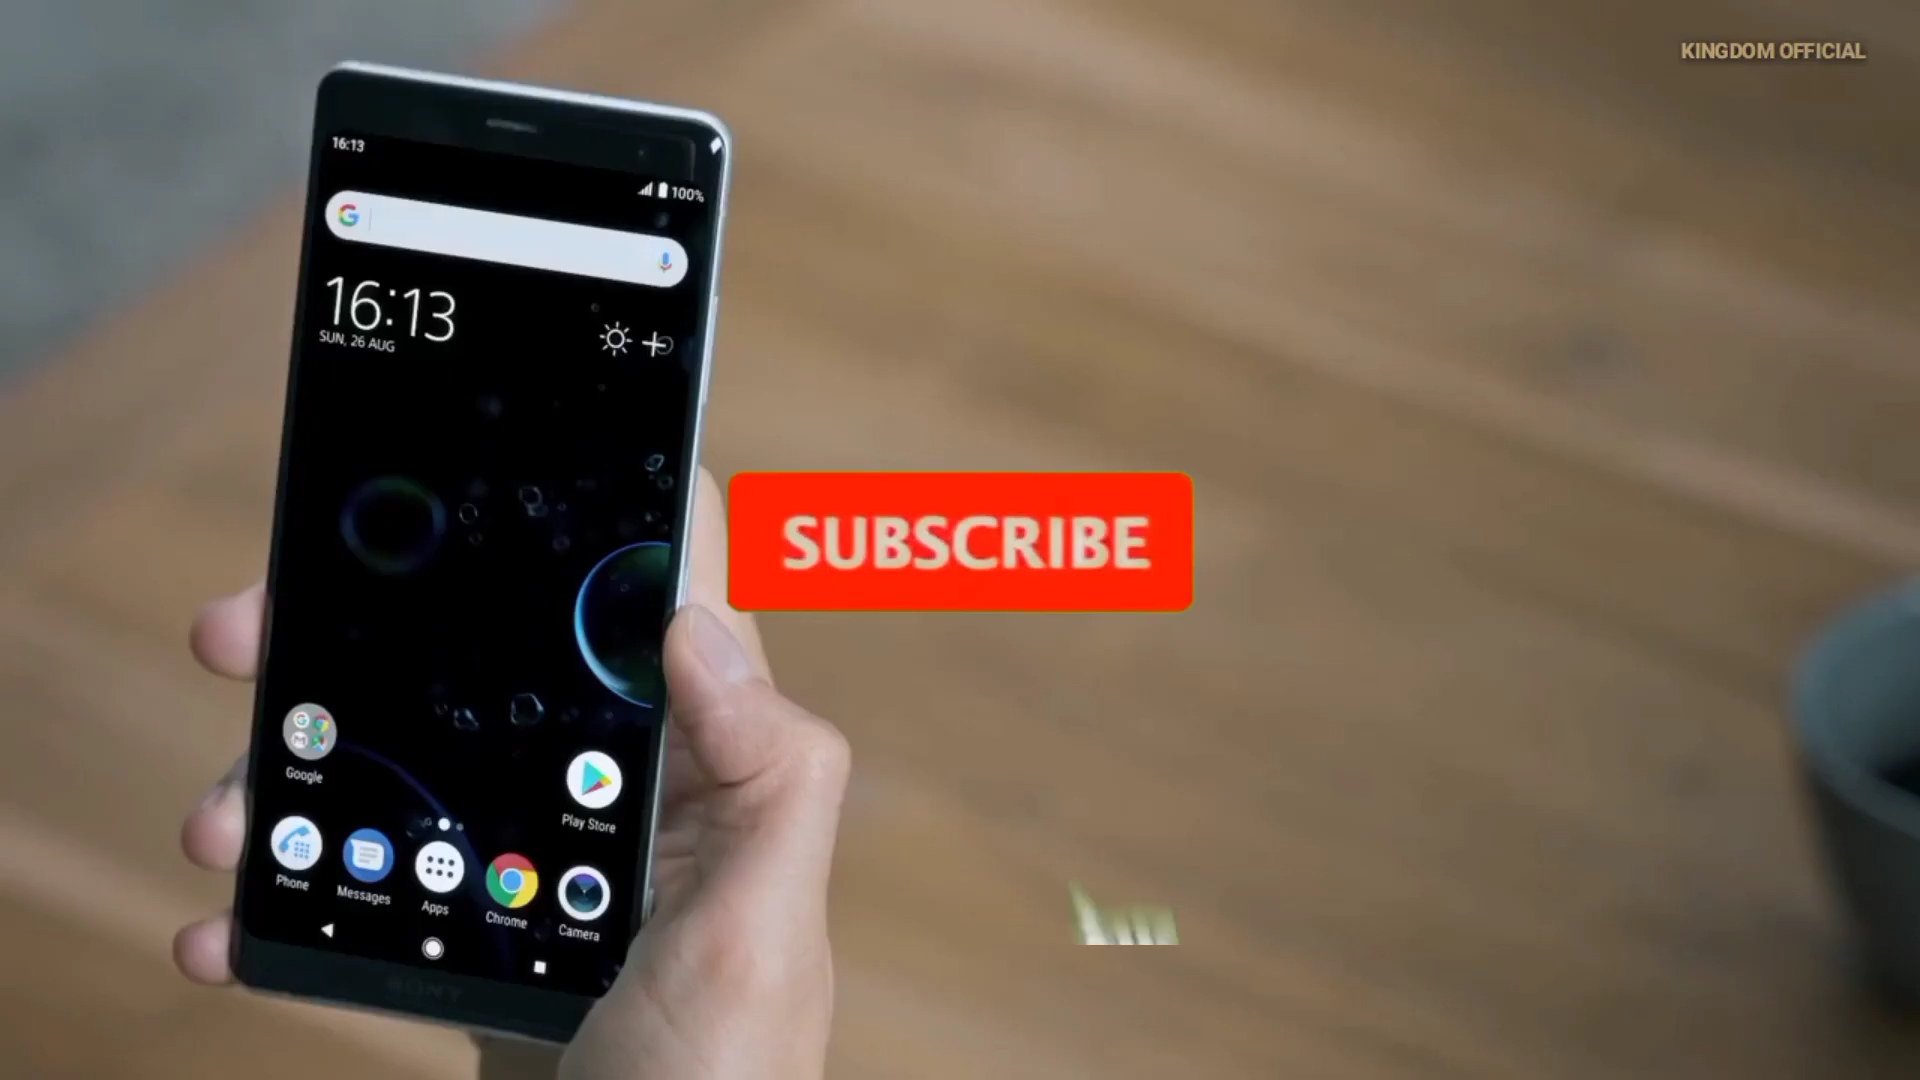 KINGDOM OFFICIAL
16:13
100%
16:13
SUN, 26 AUG
SUBSCRIBE
Google
Play Store
Phone
Messages
Apps
Chrome
Camera
SONY